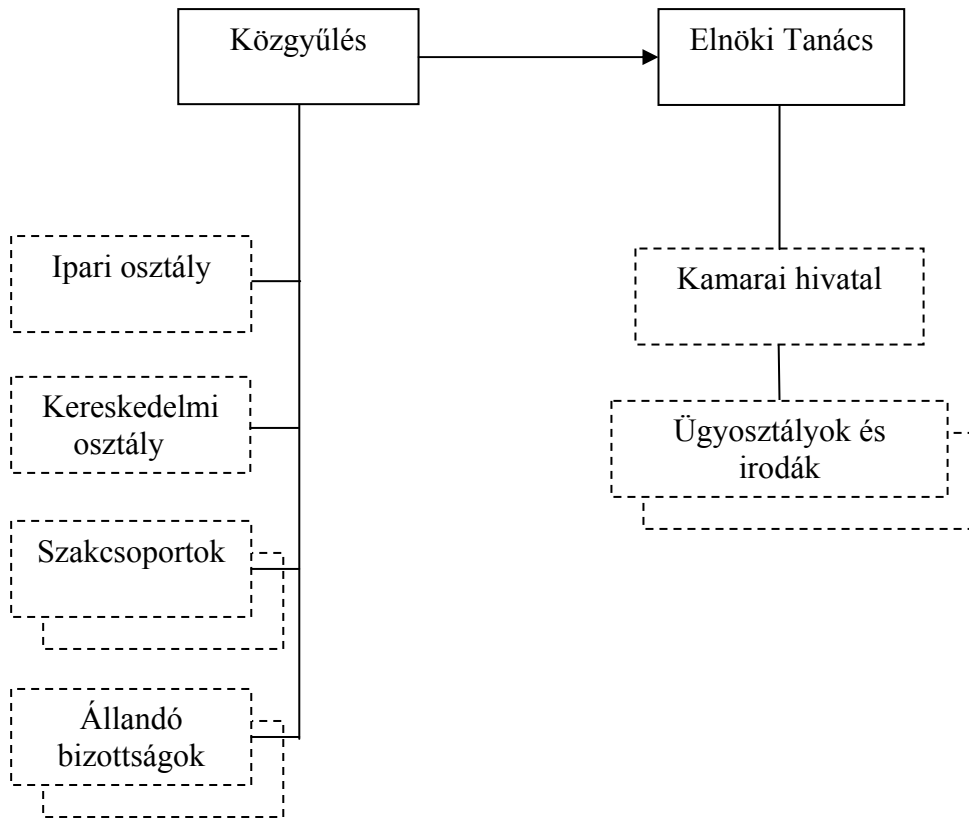 Közgyűlés
Elnöki Tanács
Ipari osztály
Kamarai hivatal
Kereskedelmi
osztály
Ügyosztályok és
irodák
Szakcsoportok
Állandó
bizottságok